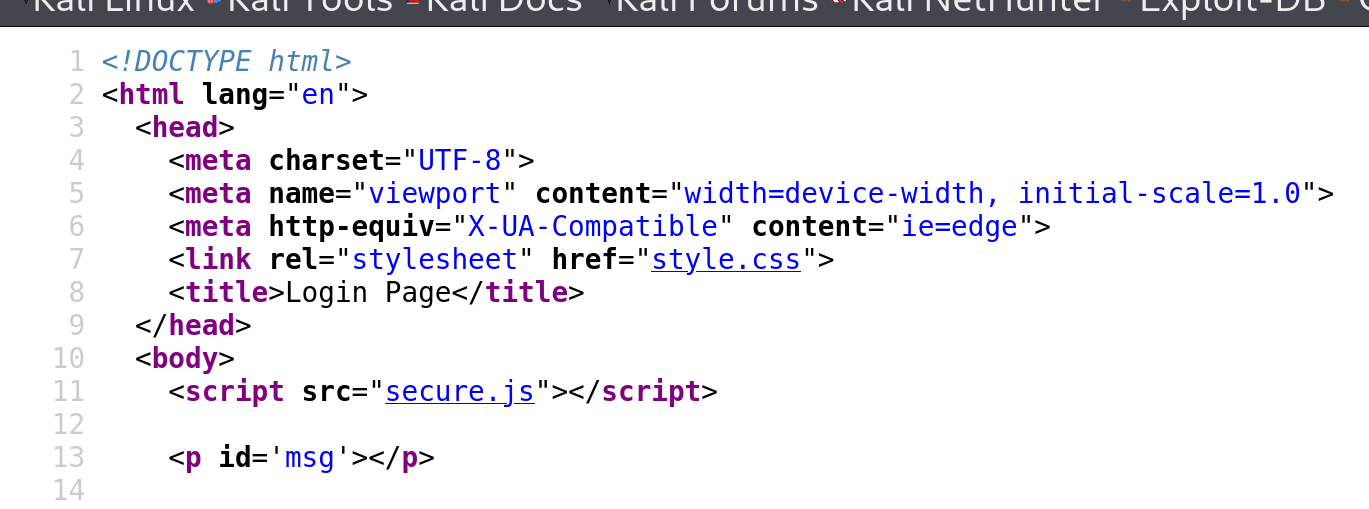 Kali Linux Kali Tools Kali Docs Kali Forums Kali NetHunter Exploit-DB
1 <!DOCTYPE html>
2 <html lang="en">
3 <head>
4 <meta charset="UTF-8">
5 <meta name="viewport" content="width=device-width, initial-scale=1.0">
6 <meta http-equiv="X-UA-Compatible" content="ie=edge">
7 <link rel="stylesheet" href="style.css">
8 <title>Login Page</title>
9 </head>
10 <body>
11 <script src="secure.js"></script>
12
13 <p id='msg'></p>
14